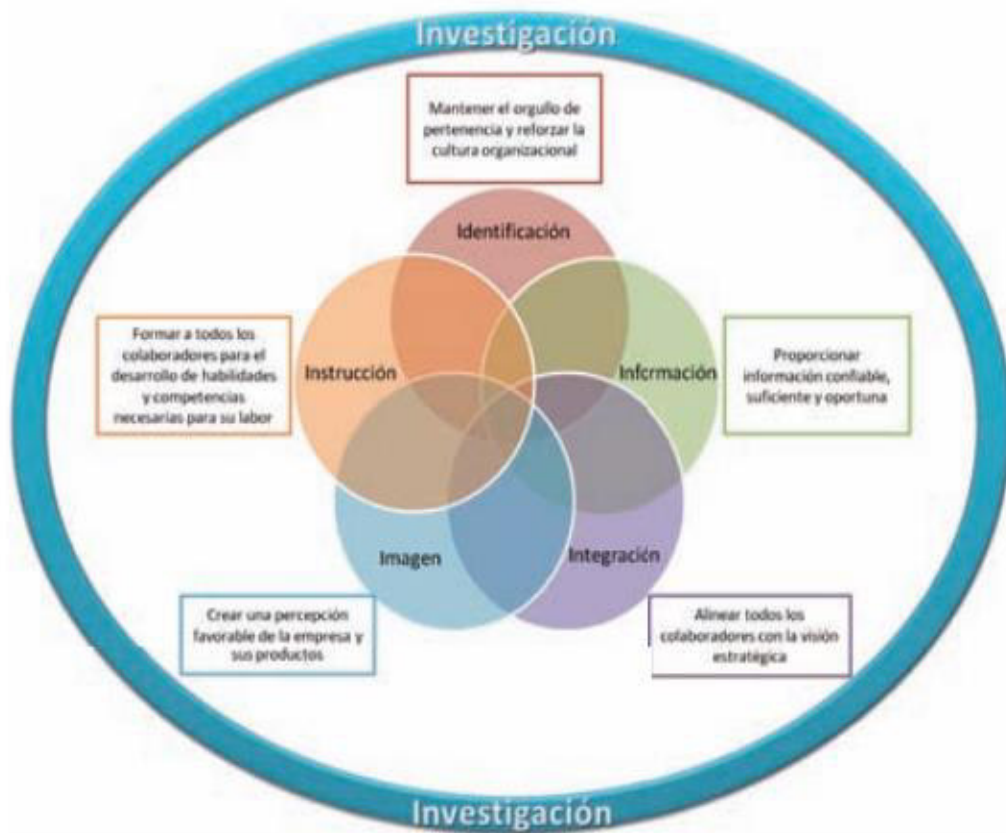 Investigación
Mantener el orgullo de
pertenencia y reforzar la
cultura organizacional
Identificación
Formar a todos los
colaboradores para el
desarrollo de habilidades
y competencias
necesarias para su labor
Instrucción
Información
Proporcionar
información confiable,
suficiente y oportuna
Imagen
Integración
Crear una percepción
favorable de la empresa y
sus productos
Alinear todos los
colaboradores con la visión
estratégica
Investigación